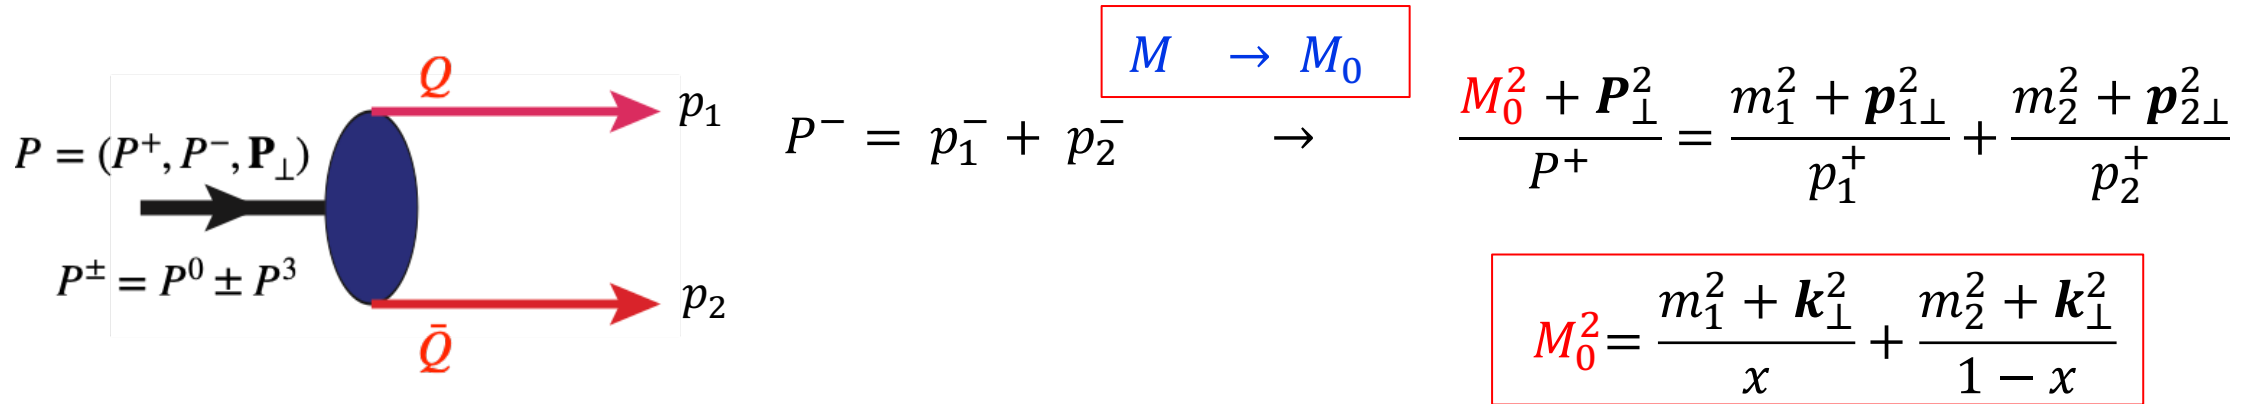 Q
p₁
P = (P⁺, P⁻, 𝐏⊥)
P^± = P⁰ ± P³
p₂
Q̄
M → M₀
P⁻ = p₁⁻ + p₂⁻ → (M₀² + 𝑷⊥²)/P⁺ = (m₁² + 𝒑₁⊥²)/p₁⁺ + (m₂² + 𝒑₂⊥²)/p₂⁺
M₀² = (m₁² + 𝒌⊥²)/x + (m₂² + 𝒌⊥²)/(1 − x)